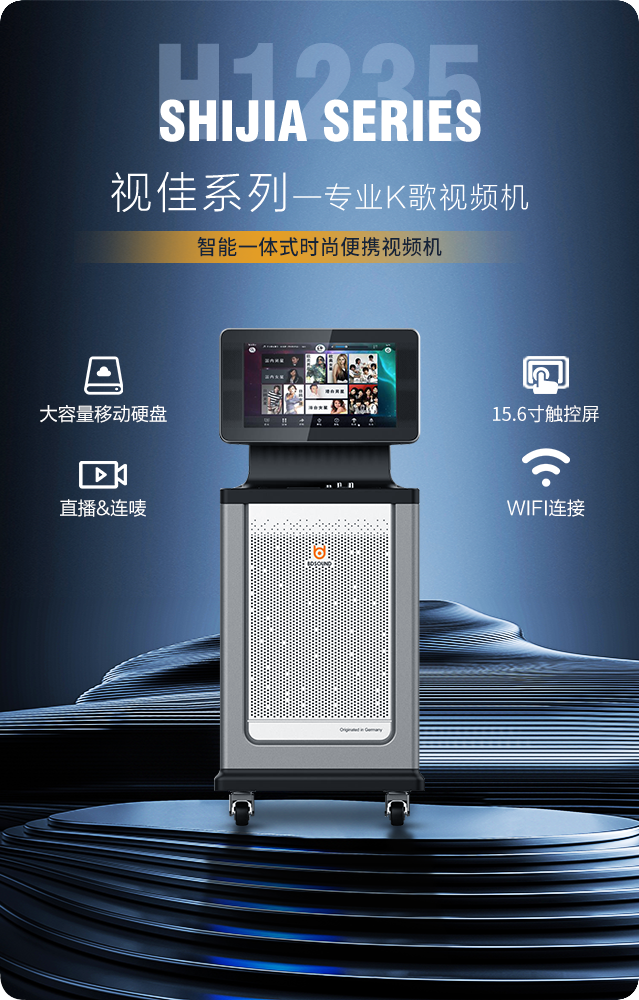 H1235
SHIJIA SERIES
视佳系列—专业K歌视频机
智能一体式时尚便携视频机
大容量移动硬盘
15.6寸触控屏
直播&连唛
WIFI连接
BDSOUND
Originated in Germany